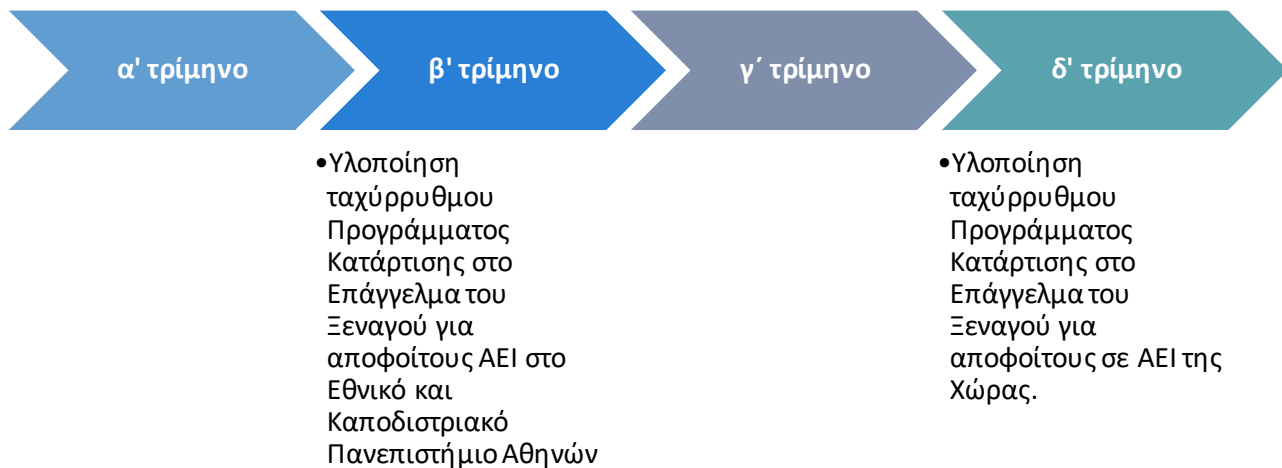 α' τρίμηνο
β' τρίμηνο
γ΄ τρίμηνο
δ' τρίμηνο
•Υλοποίηση
ταχύρρυθμου
Προγράμματος
Κατάρτισης στο
Επάγγελμα του
Ξεναγού για
αποφοίτους ΑΕΙ στο
Εθνικό και
Καποδιστριακό
Πανεπιστήμιο Αθηνών
•Υλοποίηση
ταχύρρυθμου
Προγράμματος
Κατάρτισης στο
Επάγγελμα του
Ξεναγού για
αποφοίτους σε ΑΕΙ της
Χώρας.